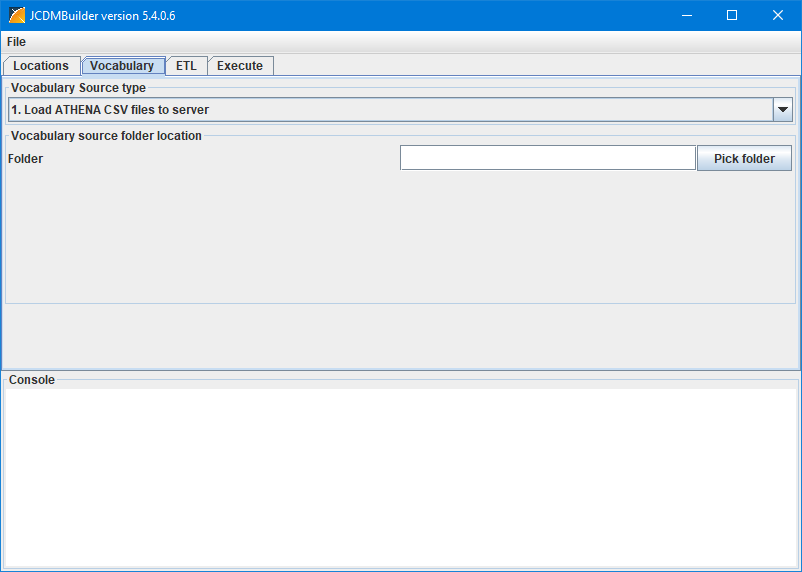 JCDMBuilder version 5.4.0.6
File
Locations Vocabulary ETL Execute
Vocabulary Source type
1. Load ATHENA CSV files to server
Vocabulary source folder location
Folder Pick folder
Console